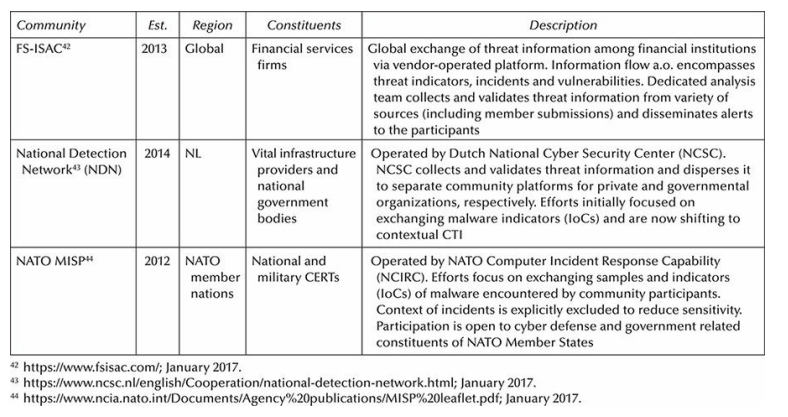 Community Est. Region Constituents Description
FS-ISAC⁴² 2013 Global Financial services firms Global exchange of threat information among financial institutions
via vendor-operated platform. Information flow a.o. encompasses
threat indicators, incidents and vulnerabilities. Dedicated analysis
team collects and validates threat information from variety of
sources (including member submissions) and disseminates alerts
to the participants
National Detection Network⁴³ (NDN) 2014 NL Vital infrastructure providers and national government bodies Operated by Dutch National Cyber Security Center (NCSC).
NCSC collects and validates threat information and disperses it
to separate community platforms for private and governmental
organizations, respectively. Efforts initially focused on
exchanging malware indicators (IoCs) and are now shifting to
contextual CTI
NATO MISP⁴⁴ 2012 NATO member nations National and military CERTs Operated by NATO Computer Incident Response Capability
(NCIRC). Efforts focus on exchanging samples and indicators
(IoCs) of malware encountered by community participants.
Context of incidents is explicitly excluded to reduce sensitivity.
Participation is open to cyber defense and government related
constituents of NATO Member States
⁴² https://www.fsisac.com/; January 2017.
⁴³ https://www.ncsc.nl/english/Cooperation/national-detection-network.html; January 2017.
⁴⁴ https://www.ncia.nato.int/Documents/Agency%20publications/MISP%20leaflet.pdf; January 2017.